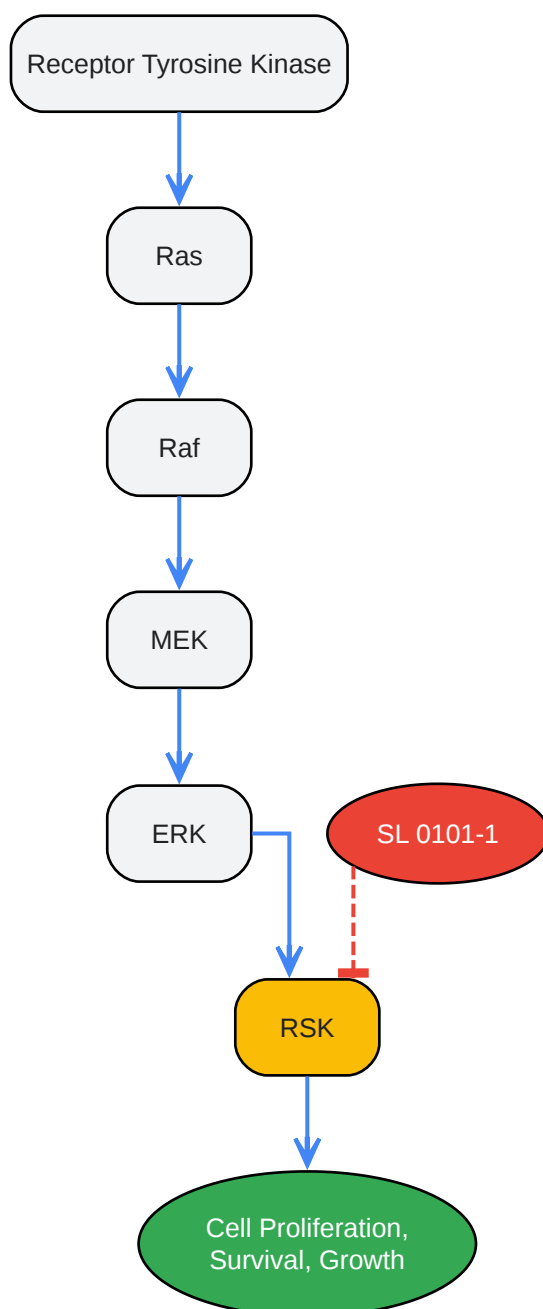 Receptor Tyrosine Kinase
Ras
Raf
MEK
ERK
SL 0101-1
RSK
Cell Proliferation,
Survival, Growth